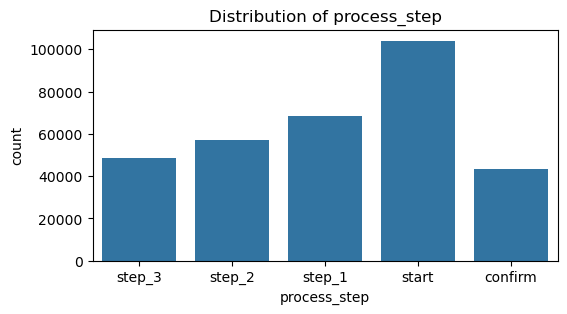 Distribution of process_step
100000
80000
60000
40000
20000
0
count
step_3 step_2 step_1 start confirm
process_step